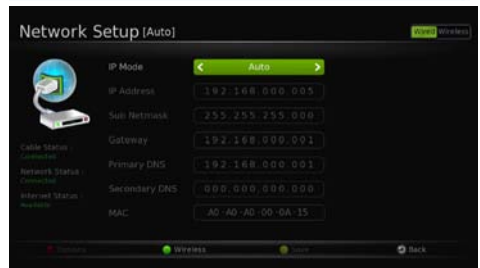 Network Setup [Auto]
Wired Wireless
IP Mode
Auto
IP Address
192.168.000.005
Sub Netmask
255.255.255.000
Gateway
192.168.000.001
Primary DNS
192.168.000.001
Secondary DNS
000.000.000.000
MAC
A0-A0-A0-00-0A-15
Cable Status :
Connected
Network Status :
Connected
Internet Status :
Available
Wireless
Save
Back